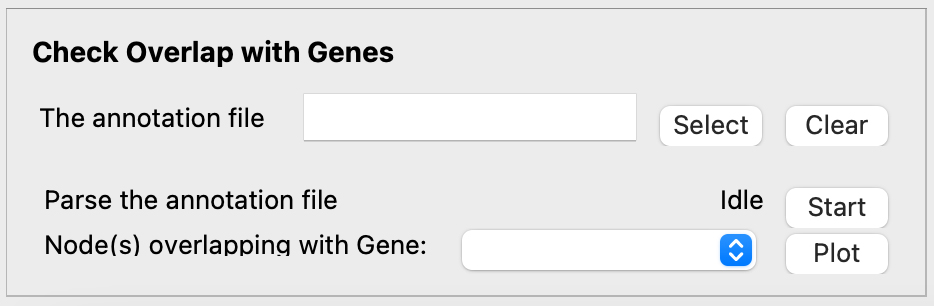 Check Overlap with Genes
The annotation file Select Clear
Parse the annotation file Idle Start
Node(s) overlapping with Gene: Plot